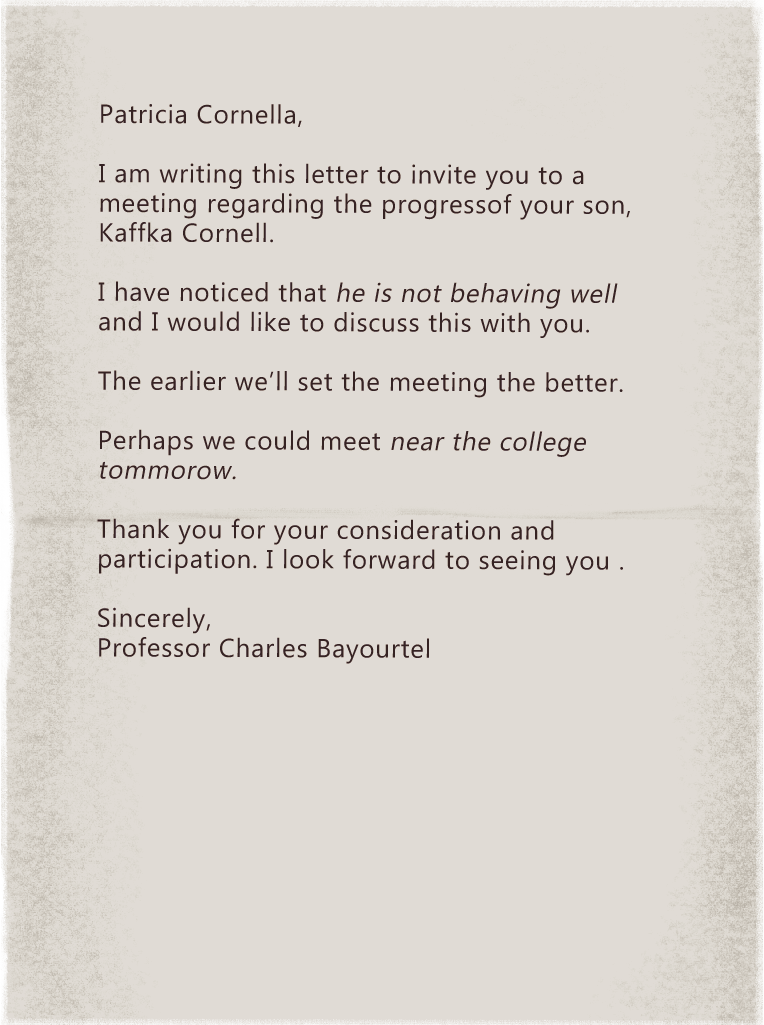 Patricia Cornella,
I am writing this letter to invite you to a
meeting regarding the progressof your son,
Kaffka Cornell.
I have noticed that he is not behaving well
and I would like to discuss this with you.
The earlier we’ll set the meeting the better.
Perhaps we could meet near the college
tommorow.
Thank you for your consideration and
participation. I look forward to seeing you .
Sincerely,
Professor Charles Bayourtel